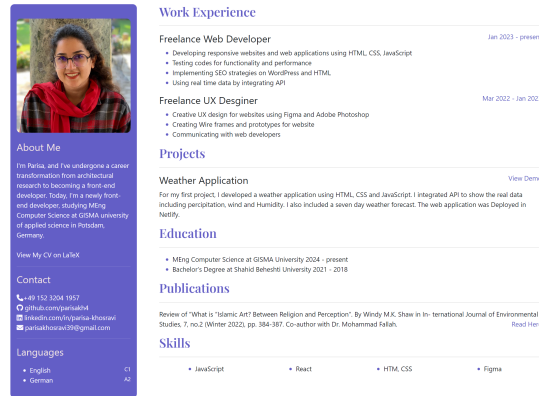 About Me
I'm Parisa, and I've undergone a career
transformation from architectural
research to becoming a front-end
developer. Today, I'm a newly front-
end developer, studying MEng
Computer Science at GISMA university
of applied science in Potsdam,
Germany.
View My CV on LaTeX
Contact
+49 152 3204 1957
github.com/parisakh4
linkedin.com/in/parisa-khosravi
parisakhosravi39@gmail.com
Languages
English C1
German A2
Work Experience
Freelance Web Developer Jan 2023 - presen
Developing responsive websites and web applications using HTML, CSS, JavaScript
Testing codes for functionality and performance
Implementing SEO strategies on WordPress and HTML
Using real time data by integrating API
Freelance UX Desginer Mar 2022 - Jan 202
Creative UX design for websites using Figma and Adobe Photoshop
Creating Wire frames and prototypes for website
Communicating with web developers
Projects
Weather Application View Dem
For my first project, I developed a weather application using HTML, CSS and JavaScript. I integrated API to show the real data
including percipitation, wind and Humidity. I also included a seven day weather forecast. The web application was Deployed in
Netlify.
Education
MEng Computer Science at GISMA University 2024 - present
Bachelor's Degree at Shahid Beheshti University 2021 - 2018
Publications
Review of "What is "Islamic Art? Between Religion and Perception". By Windy M.K. Shaw in In- ternational Journal of Environmental
Studies, 7, no.2 (Winter 2022), pp. 384-387. Co-author with Dr. Mohammad Fallah. Read Her
Skills
JavaScript React HTM, CSS Figma